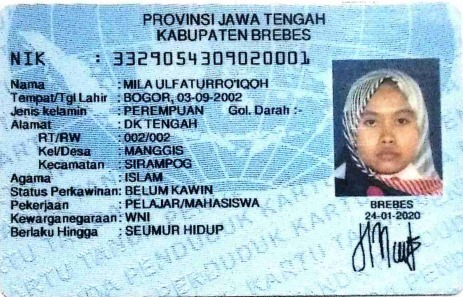 PROVINSI JAWA TENGAH
KABUPATEN BREBES
NIK : 3329054309020001
Nama : MILA ULFATURRO'IQOH
Tempat/Tgl Lahir : BOGOR, 03-09-2002
Jenis kelamin : PEREMPUAN Gol. Darah :-
Alamat : DK TENGAH
RT/RW : 002/002
Kel/Desa : MANGGIS
Kecamatan : SIRAMPOG
Agama : ISLAM
Status Perkawinan: BELUM KAWIN
Pekerjaan : PELAJAR/MAHASISWA
Kewarganegaraan: WNI
Berlaku Hingga : SEUMUR HIDUP
BREBES
24-01-2020